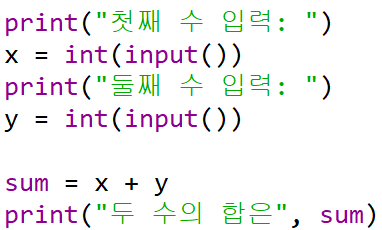 print("첫째 수 입력: ")
x = int(input())
print("둘째 수 입력: ")
y = int(input())
sum = x + y
print("두 수의 합은", sum)